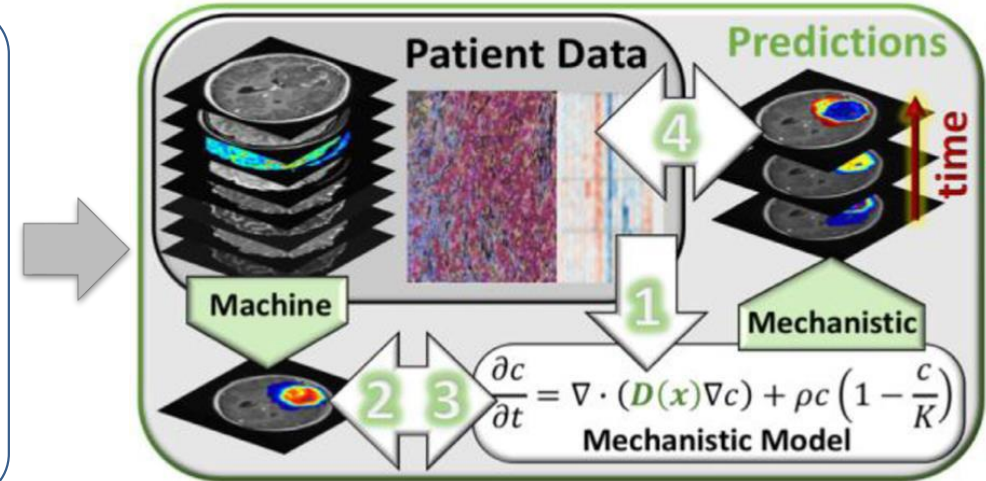 Patient Data
Predictions
4
time
1
Machine
Mechanistic
2 3
∂c/∂t = ∇ · (D(x)∇c) + ρc (1 − c/K)
Mechanistic Model